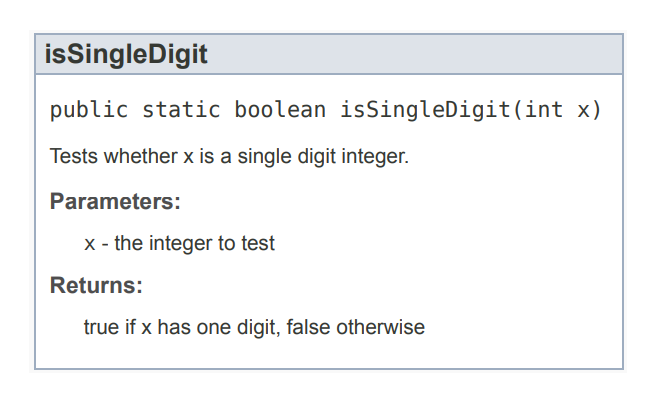 isSingleDigit
public static boolean isSingleDigit(int x)
Tests whether x is a single digit integer.
Parameters:
x - the integer to test
Returns:
true if x has one digit, false otherwise